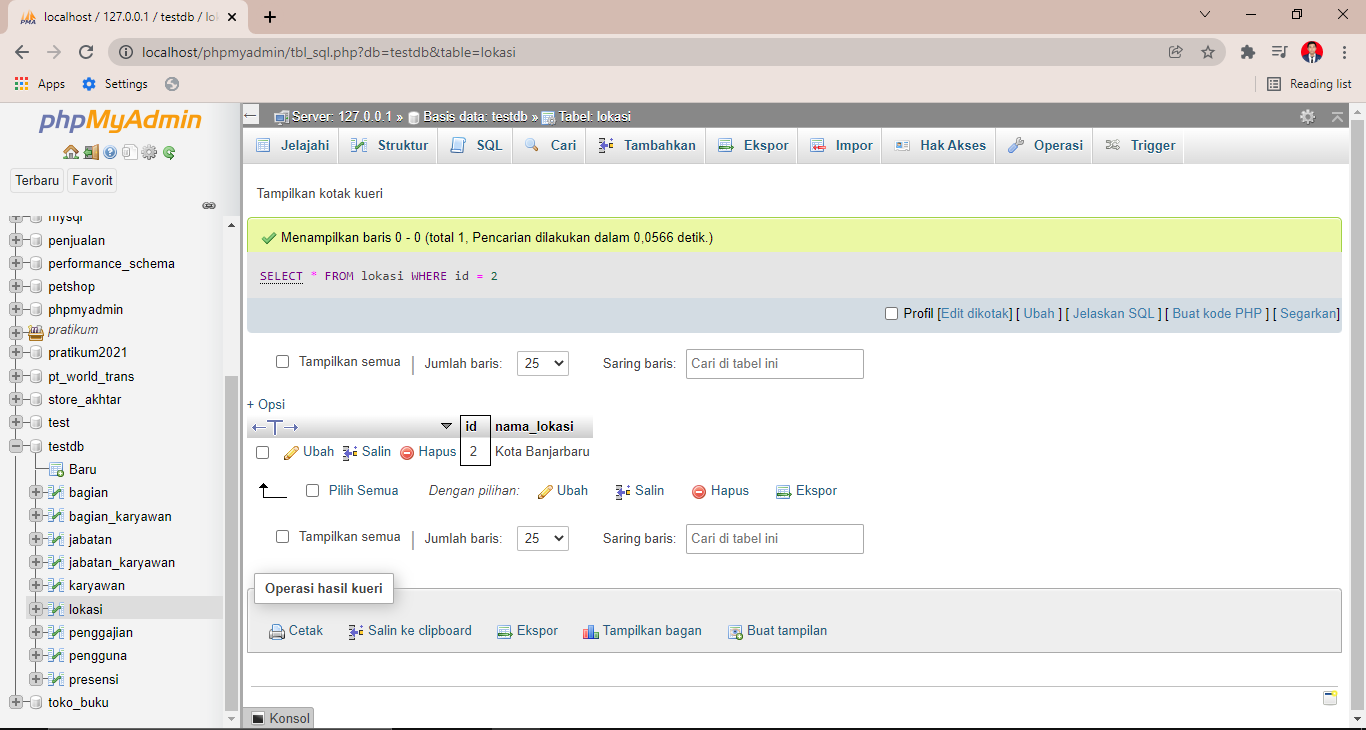 localhost / 127.0.0.1 / testdb / lok
localhost/phpmyadmin/tbl_sql.php?db=testdb&table=lokasi
Apps Settings Reading list
phpMyAdmin
Terbaru Favorit
mysql
penjualan
performance_schema
petshop
phpmyadmin
pratikum
pratikum2021
pt_world_trans
store_akhtar
test
testdb
Baru
bagian
bagian_karyawan
jabatan
jabatan_karyawan
karyawan
lokasi
penggajian
pengguna
presensi
toko_buku
Server: 127.0.0.1 » Basis data: testdb » Tabel: lokasi
Jelajahi Struktur SQL Cari Tambahkan Ekspor Impor Hak Akses Operasi Trigger
Tampilkan kotak kueri
Menampilkan baris 0 - 0 (total 1, Pencarian dilakukan dalam 0,0566 detik.)
SELECT * FROM lokasi WHERE id = 2
Profil [Edit dikotak] [ Ubah ] [ Jelaskan SQL ] [ Buat kode PHP ] [ Segarkan]
Tampilkan semua | Jumlah baris: 25 Saring baris: Cari di tabel ini
+ Opsi
←T→ id nama_lokasi
Ubah Salin Hapus 2 Kota Banjarbaru
Pilih Semua Dengan pilihan: Ubah Salin Hapus Ekspor
Tampilkan semua | Jumlah baris: 25 Saring baris: Cari di tabel ini
Operasi hasil kueri
Cetak Salin ke clipboard Ekspor Tampilkan bagan Buat tampilan
Konsol